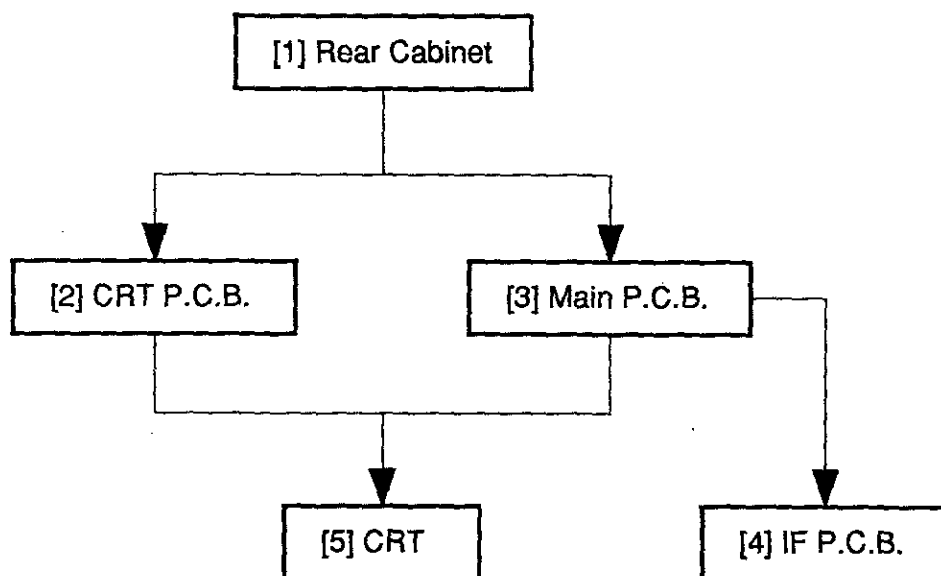 [1] Rear Cabinet
[2] CRT P.C.B.
[3] Main P.C.B.
[5] CRT
[4] IF P.C.B.